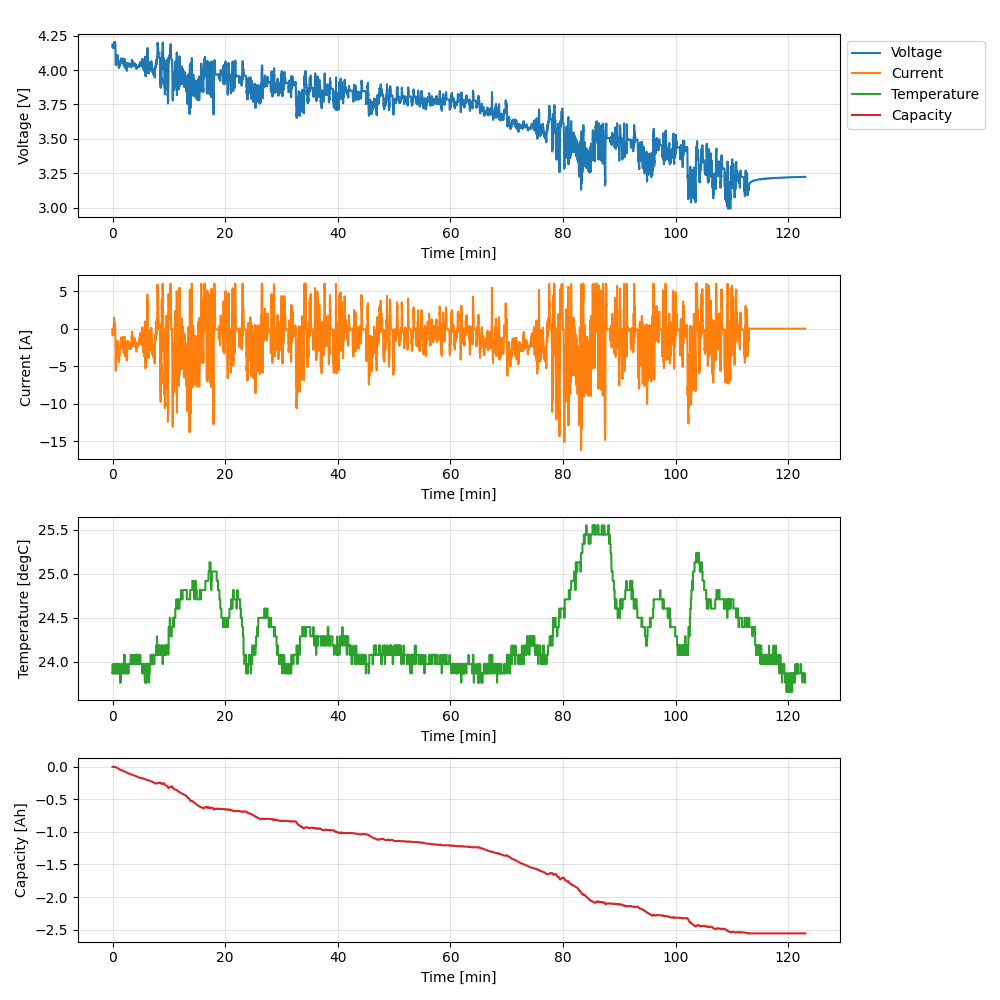 4.25
4.00
3.75
3.50
3.25
3.00
Voltage [V]
0 20 40 60 80 100 120
Time [min]
Voltage
Current
Temperature
Capacity
5
0
−5
−10
−15
Current [A]
0 20 40 60 80 100 120
Time [min]
25.5
25.0
24.5
24.0
Temperature [degC]
0 20 40 60 80 100 120
Time [min]
0.0
−0.5
−1.0
−1.5
−2.0
−2.5
Capacity [Ah]
0 20 40 60 80 100 120
Time [min]